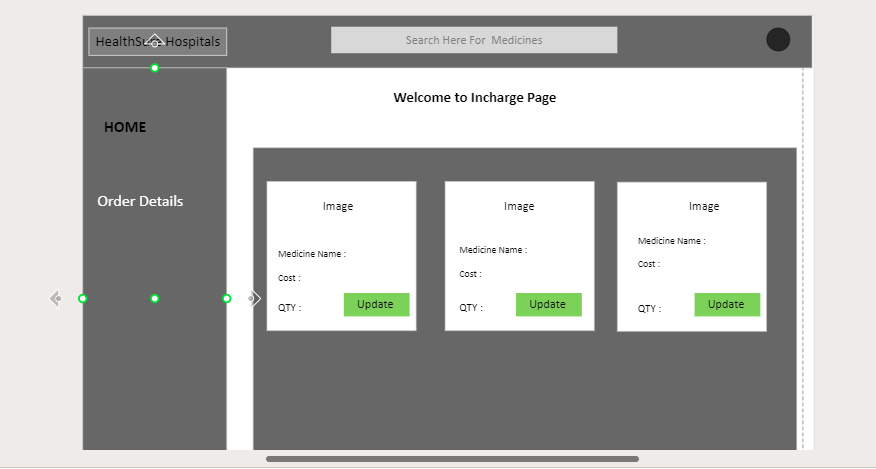 HealthSure Hospitals
Search Here For Medicines
Welcome to Incharge Page
HOME
Order Details
Image
Medicine Name :
Cost :
QTY :
Update
Image
Medicine Name :
Cost :
QTY :
Update
Image
Medicine Name :
Cost :
QTY :
Update